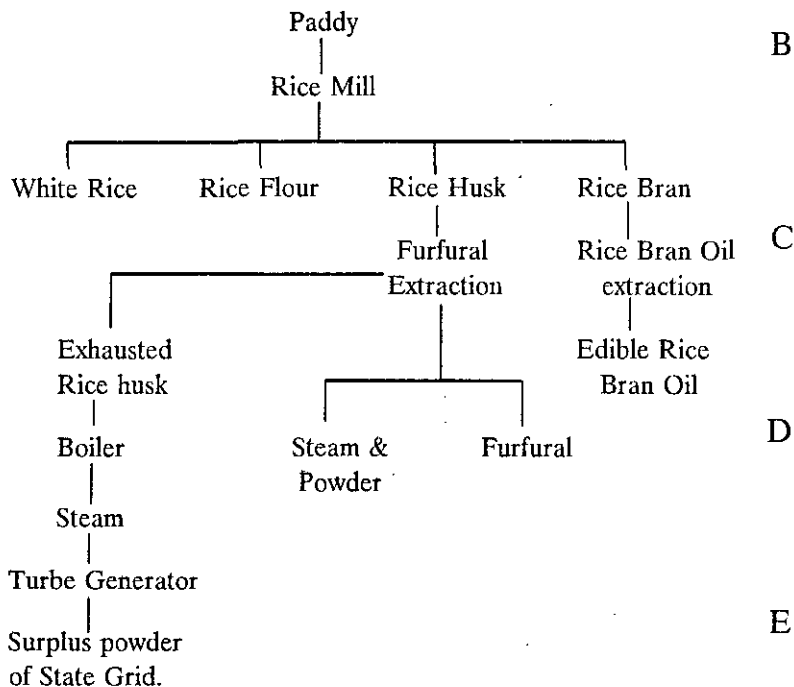 Paddy
B
Rice Mill
White Rice Rice Flour Rice Husk Rice Bran
Furfural
Extraction
Rice Bran Oil
extraction
C
Exhausted
Rice husk
Edible Rice
Bran Oil
Boiler
Steam &
Powder
Furfural
D
Steam
Turbe Generator
Surplus powder
of State Grid.
E